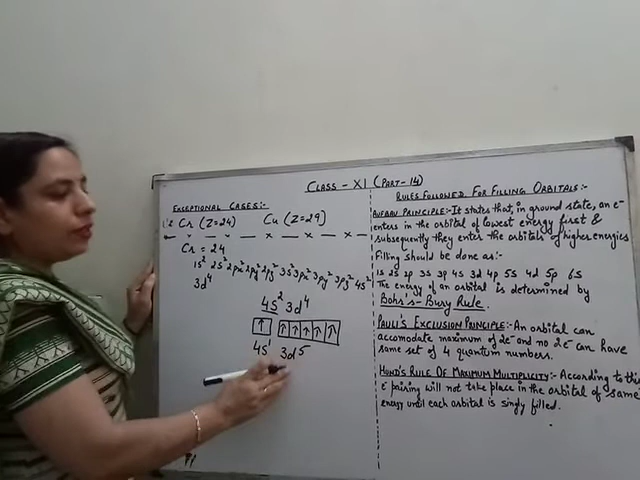 CLASS - XI (PART-14)
EXCEPTIONAL CASES:-
Cr (Z=24) Cu (Z=29)
Cr = 24
1s² 2s² 2px² 2py² 2pz² 3s² 3px² 3py² 3pz² 4s²
3d⁴
4s² 3d⁴
↑ ↑ ↑ ↑ ↑ ↑
4s¹ 3d⁵
RULES FOLLOWED FOR FILLING ORBITALS:-
AUFBAU PRINCIPLE:- It states that, in ground state, an e⁻
enters in the orbital of lowest energy first &
subsequently they enter the orbitals of higher energies
Filling should be done as:-
1s 2s 2p 3s 3p 4s 3d 4p 5s 4d 5p 6s
The energy of an orbital is determined by
Bohr's-Bury Rule.
PAULI'S EXCLUSION PRINCIPLE:- An orbital can
accomodate maximum of 2e⁻ and no 2e⁻ can have
same set of 4 quantum numbers.
HUND'S RULE OF MAXIMUM MULTIPLICITY:- According to this
e⁻ pairing will not take place in the orbital of same
energy until each orbital is singly filled.